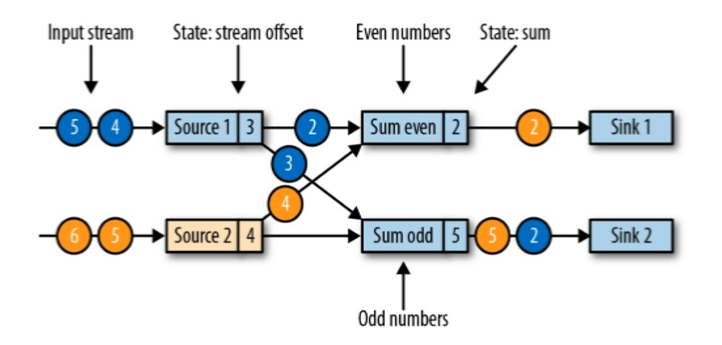 Input stream
State: stream offset
Even numbers
State: sum
5 4 Source 1 3 2 Sum even 2 2 Sink 1
3
4
6 5 Source 2 4 Sum odd 5 5 2 Sink 2
Odd numbers